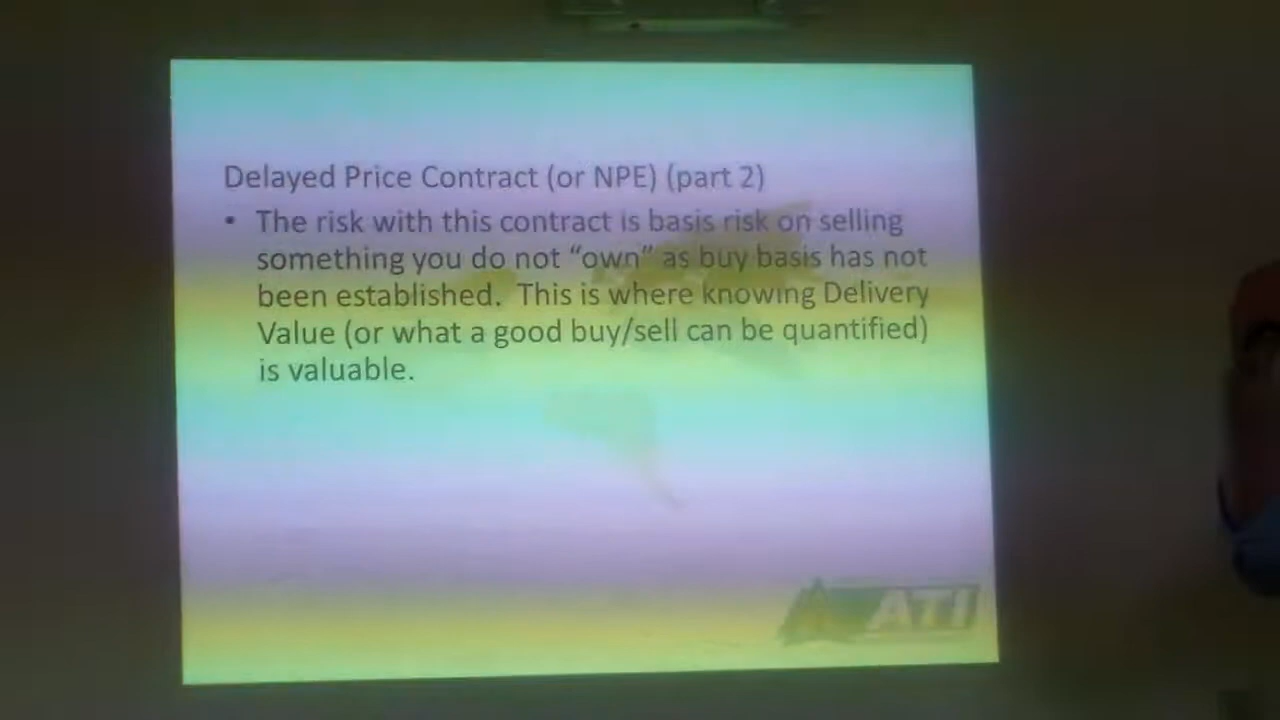 Delayed Price Contract (or NPE) (part 2)
• The risk with this contract is basis risk on selling
something you do not “own” as buy basis has not
been established.  This is where knowing Delivery
Value (or what a good buy/sell can be quantified)
is valuable.
ATI